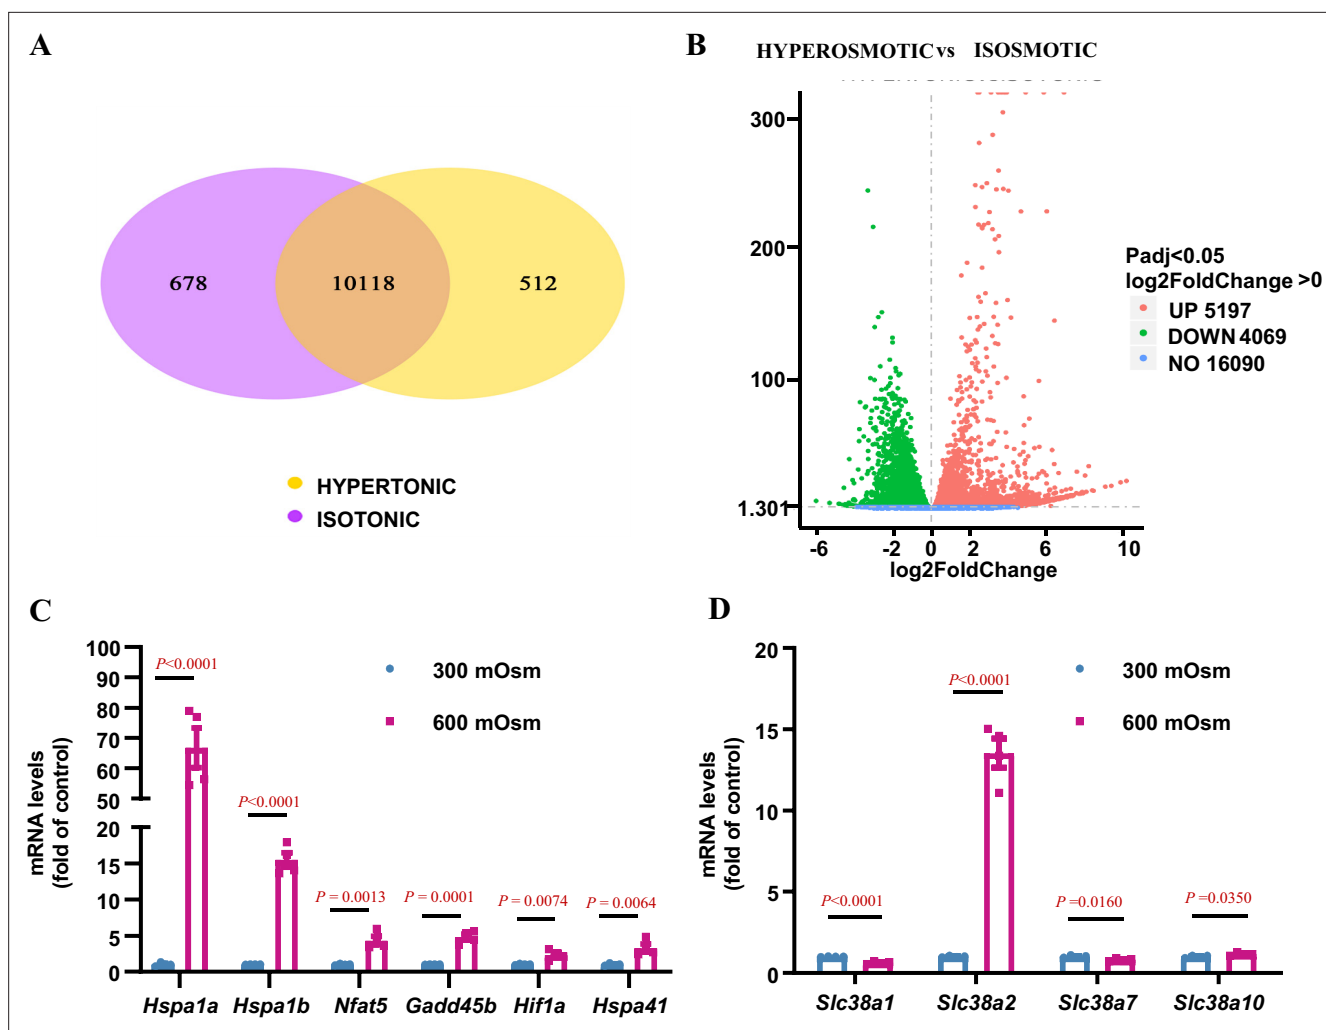 A
678
10118
512
HYPERTONIC
ISOTONIC
B
HYPEROSMOTIC vs ISOSMOTIC
300
200
100
1.301
-6
-2
0
2
6
10
log2FoldChange
Padj<0.05
log2FoldChange >0
UP 5197
DOWN 4069
NO 16090
C
mRNA levels
(fold of control)
100
90
80
70
60
50
20
15
10
5
0
P<0.0001
P<0.0001
P = 0.0013
P = 0.0001
P = 0.0074
P = 0.0064
300 mOsm
600 mOsm
Hspa1a
Hspa1b
Nfat5
Gadd45b
Hif1a
Hspa41
D
mRNA levels
(fold of control)
20
15
10
5
0
P<0.0001
P<0.0001
P = 0.0160
P = 0.0350
300 mOsm
600 mOsm
Slc38a1
Slc38a2
Slc38a7
Slc38a10